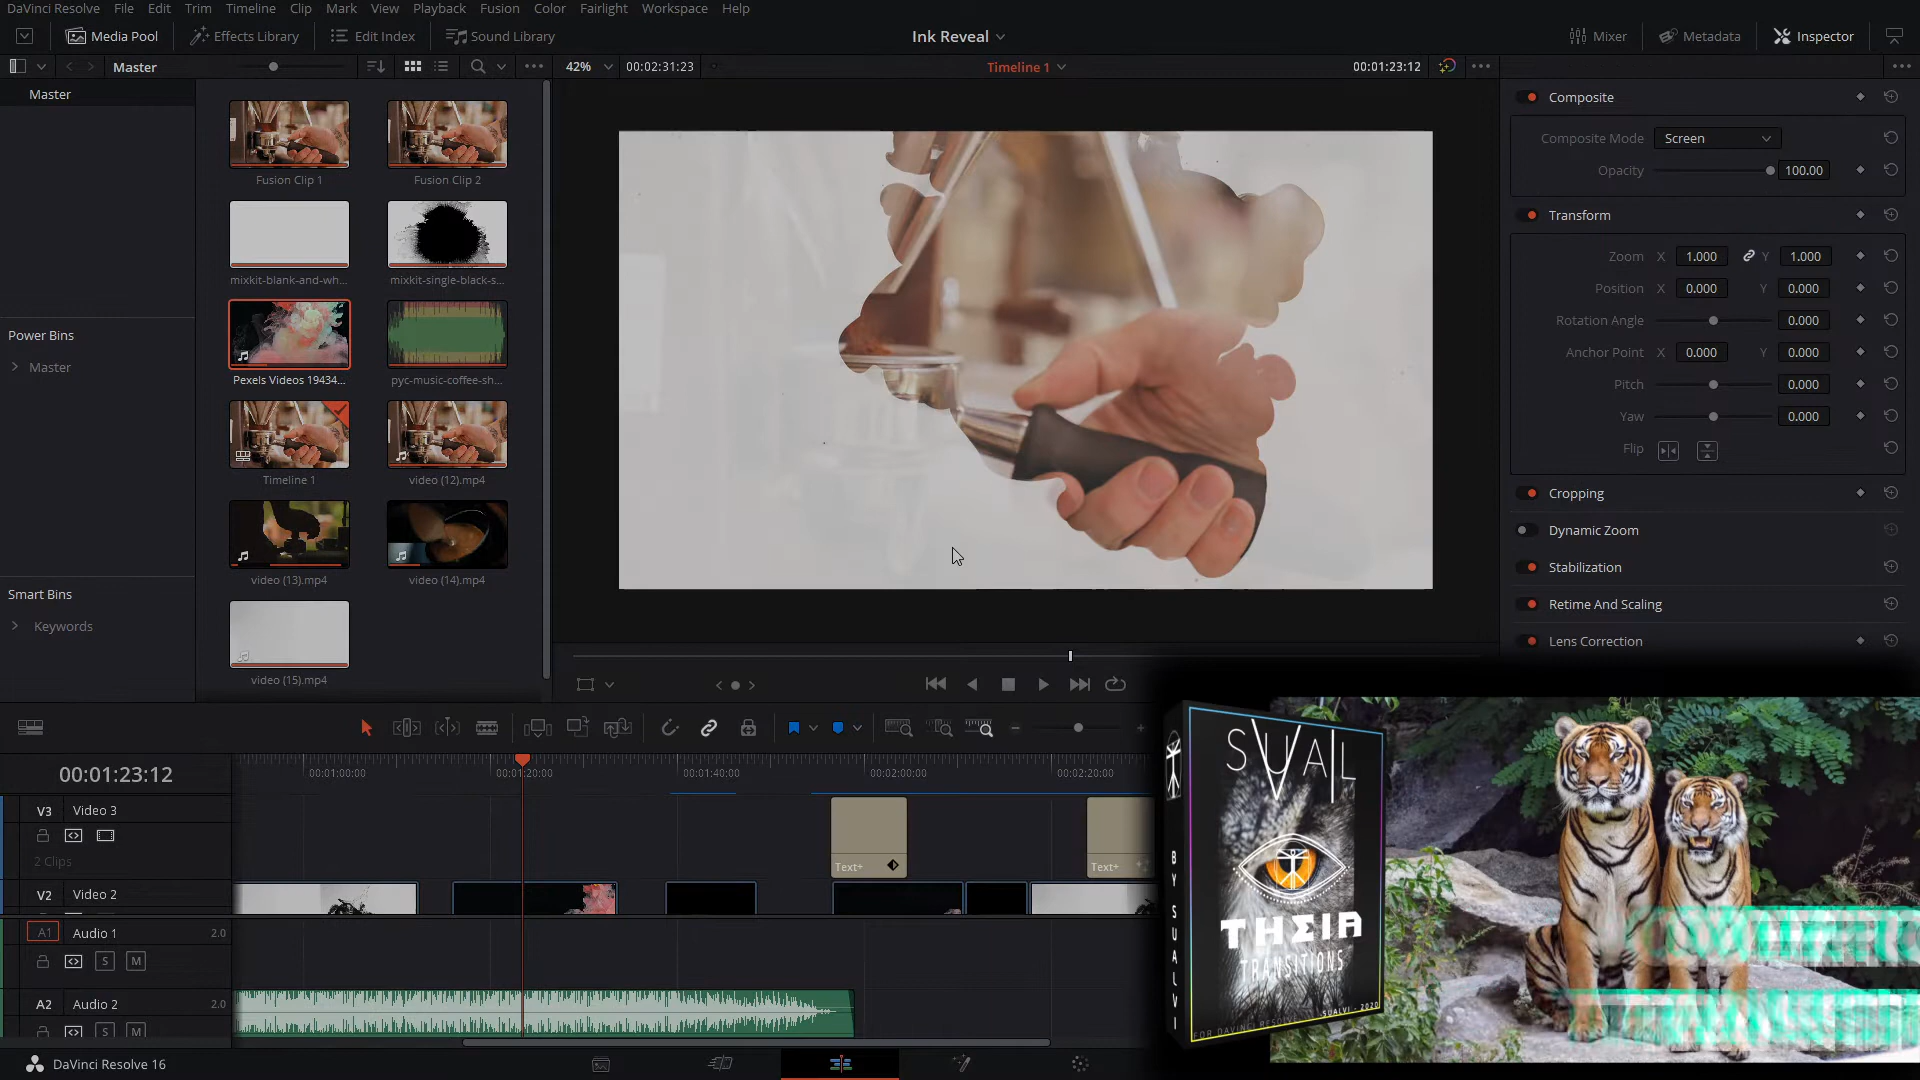 DaVinci Resolve File Edit Trim Timeline Clip Mark View Playback Fusion Color Fairlight Workspace Help
Media Pool Effects Library Edit Index Sound Library Ink Reveal Mixer Metadata Inspector
Master 42% 00:02:31:23 Timeline 1 00:01:23:12
Master
Power Bins
Master
Smart Bins
Keywords
Fusion Clip 1 Fusion Clip 2
mixkit-blank-and-wh... mixkit-single-black-s...
Pexels Videos 19434... pyc-music-coffee-sh...
Timeline 1 video (12).mp4
video (13).mp4 video (14).mp4
video (15).mp4
Composite
Composite Mode Screen
Opacity 100.00
Transform
Zoom X 1.000 Y 1.000
Position X 0.000 Y 0.000
Rotation Angle 0.000
Anchor Point X 0.000 Y 0.000
Pitch 0.000
Yaw 0.000
Flip
Cropping
Dynamic Zoom
Stabilization
Retime And Scaling
Lens Correction
00:01:23:12 00:01:00:00 00:01:20:00 00:01:40:00 00:02:00:00 00:02:20:00
V3 Video 3
2 Clips
Text+ Text+
V2 Video 2
A1 Audio 1 2.0
S M
A2 Audio 2 2.0
S M
DaVinci Resolve 16
THΣIA
TRANSITIONS
BY SUALVI
SUALVI - 2020
FOR DAVINCI RESOLVE